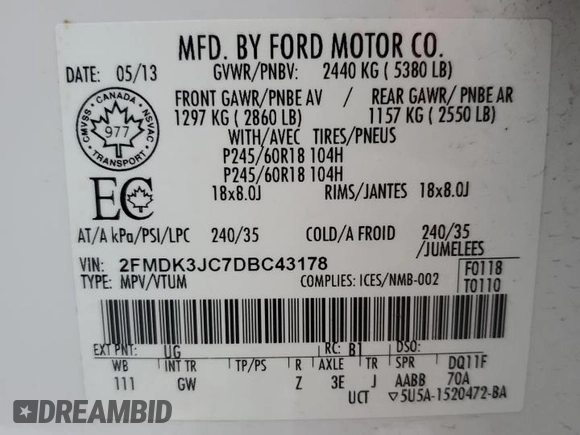 MFD. BY FORD MOTOR CO.
DATE: 05/13 GVWR/PNBV: 2440 KG ( 5380 LB)
FRONT GAWR/PNBE AV / REAR GAWR/ PNBE AR
1297 KG ( 2860 LB) 1157 KG ( 2550 LB)
CANADA
CMVSS 977 NSVAC
TRANSPORT
WITH/AVEC TIRES/PNEUS
P245/60R18 104H
P245/60R18 104H
EC 18x8.0J RIMS/JANTES 18x8.0J
AT/A kPa/PSI/LPC 240/35 COLD/A FROID 240/35
/JUMELEES
VIN: 2FMDK3JC7DBC43178 F0118
TYPE: MPV/VTUM COMPLIES: ICES/NMB-002 T0110
EXT PNT: UG RC: B1 DSO:
WB INT TR TP/PS R AXLE TR SPR DQ11F
111 GW Z 3E J AABB 70A
UCT ▽5U5A-1520472-BA
DREAMBID